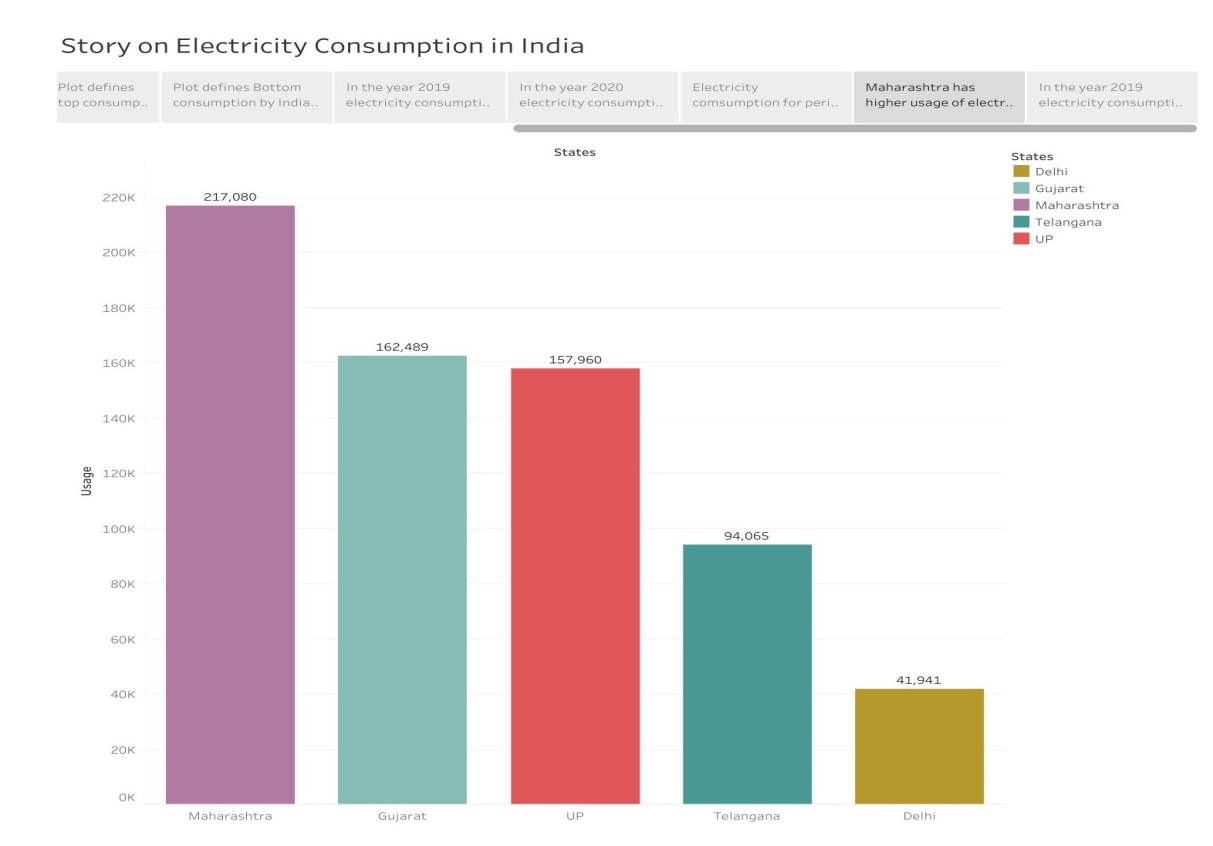 Story on Electricity Consumption in India
Plot defines
top consump..
Plot defines Bottom
consumption by India..
In the year 2019
electricity consumpti..
In the year 2020
electricity consumpti..
Electricity
comsumption for peri..
Maharashtra has
higher usage of electr..
In the year 2019
electricity consumpti..
States
States
Delhi
Gujarat
Maharashtra
Telangana
UP
Usage
220K
200K
180K
160K
140K
120K
100K
80K
60K
40K
20K
0K
217,080
162,489
157,960
94,065
41,941
Maharashtra
Gujarat
UP
Telangana
Delhi